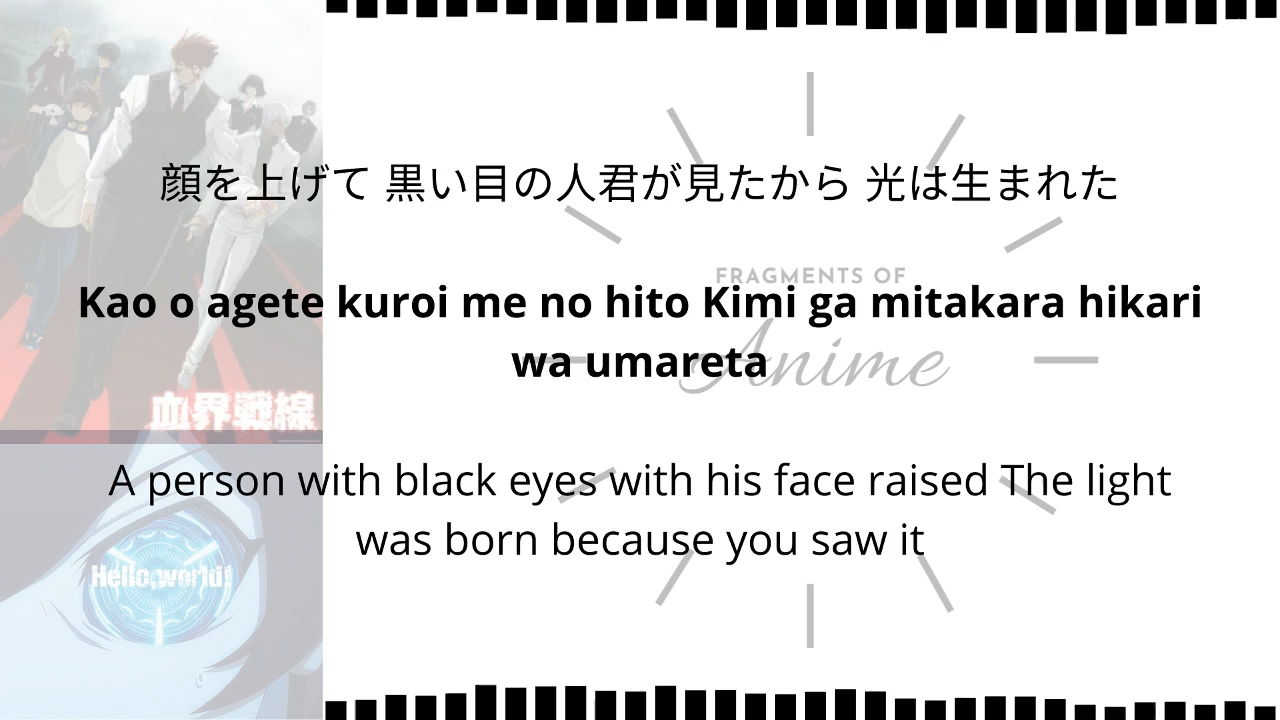 顔を上げて 黒い目の人君が見たから 光は生まれた
FRAGMENTS OF
Kao o agete kuroi me no hito Kimi ga mitakara hikari
wa umareta
Anime
血界戦線
A person with black eyes with his face raised The light
was born because you saw it
Hello,world!